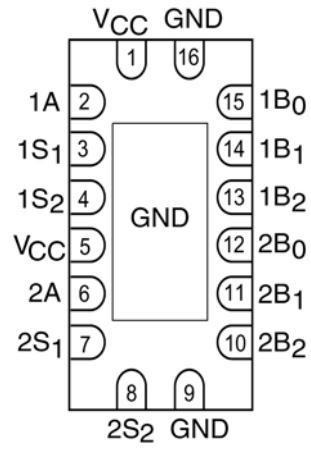 VCC GND
1 16
1A 2 15 1B0
1S1 3 14 1B1
1S2 4 13 1B2
GND
VCC 5 12 2B0
2A 6 11 2B1
2S1 7 10 2B2
8 9
2S2 GND